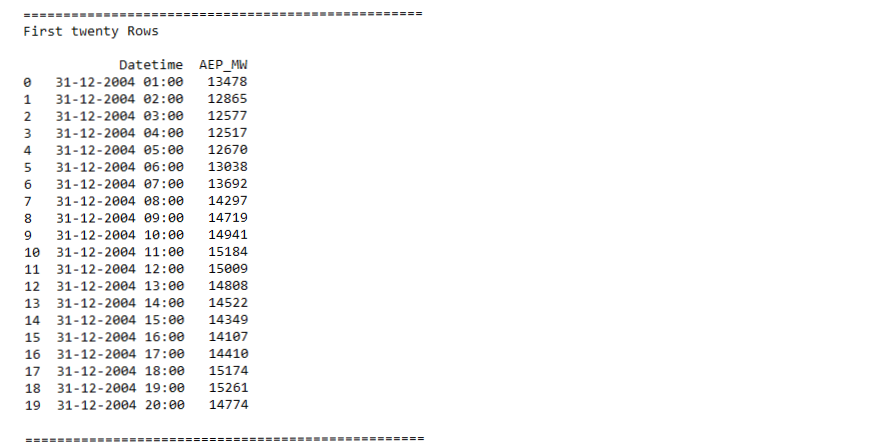 ==================================================
First twenty Rows
Datetime AEP_MW
0 31-12-2004 01:00 13478
1 31-12-2004 02:00 12865
2 31-12-2004 03:00 12577
3 31-12-2004 04:00 12517
4 31-12-2004 05:00 12670
5 31-12-2004 06:00 13038
6 31-12-2004 07:00 13692
7 31-12-2004 08:00 14297
8 31-12-2004 09:00 14719
9 31-12-2004 10:00 14941
10 31-12-2004 11:00 15184
11 31-12-2004 12:00 15009
12 31-12-2004 13:00 14808
13 31-12-2004 14:00 14522
14 31-12-2004 15:00 14349
15 31-12-2004 16:00 14107
16 31-12-2004 17:00 14410
17 31-12-2004 18:00 15174
18 31-12-2004 19:00 15261
19 31-12-2004 20:00 14774
==================================================